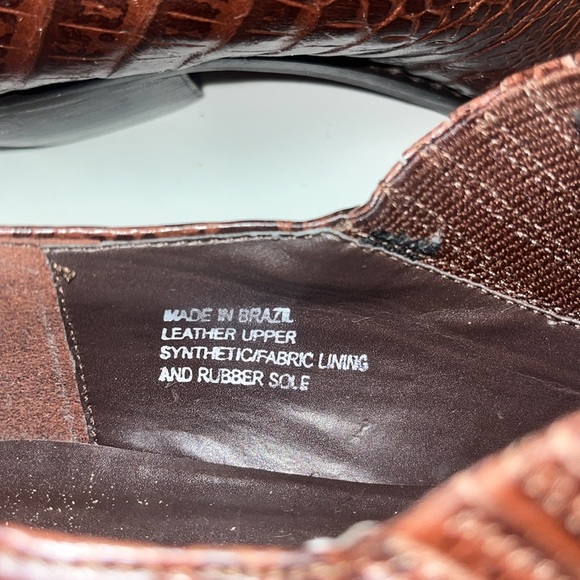 MADE IN BRAZIL
LEATHER UPPER
SYNTHETIC/FABRIC LINING
AND RUBBER SOLE